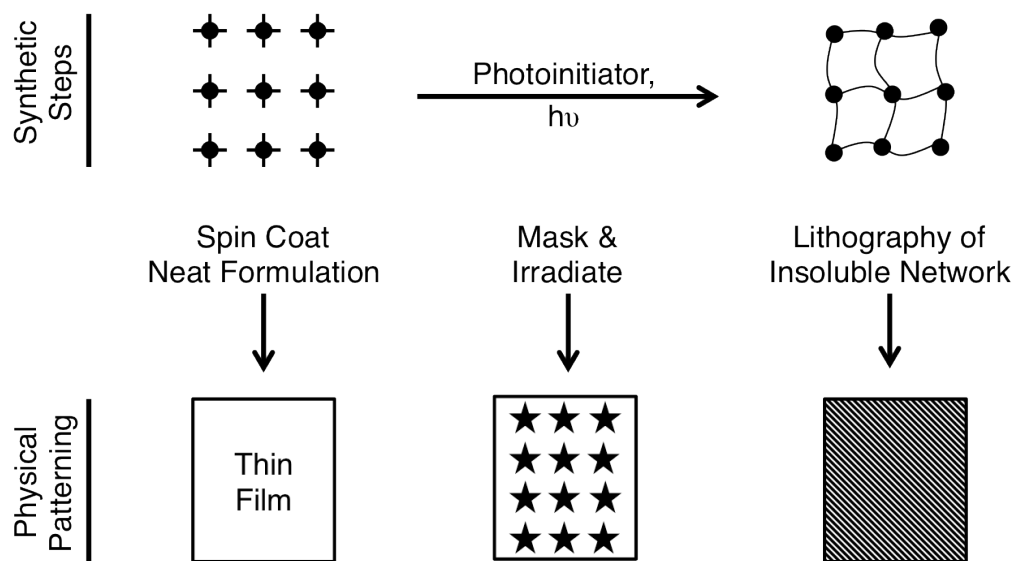 Synthetic
Steps
Photoinitiator,
hυ
Spin Coat
Neat Formulation
Mask &
Irradiate
Lithography of
Insoluble Network
Physical
Patterning
Thin
Film